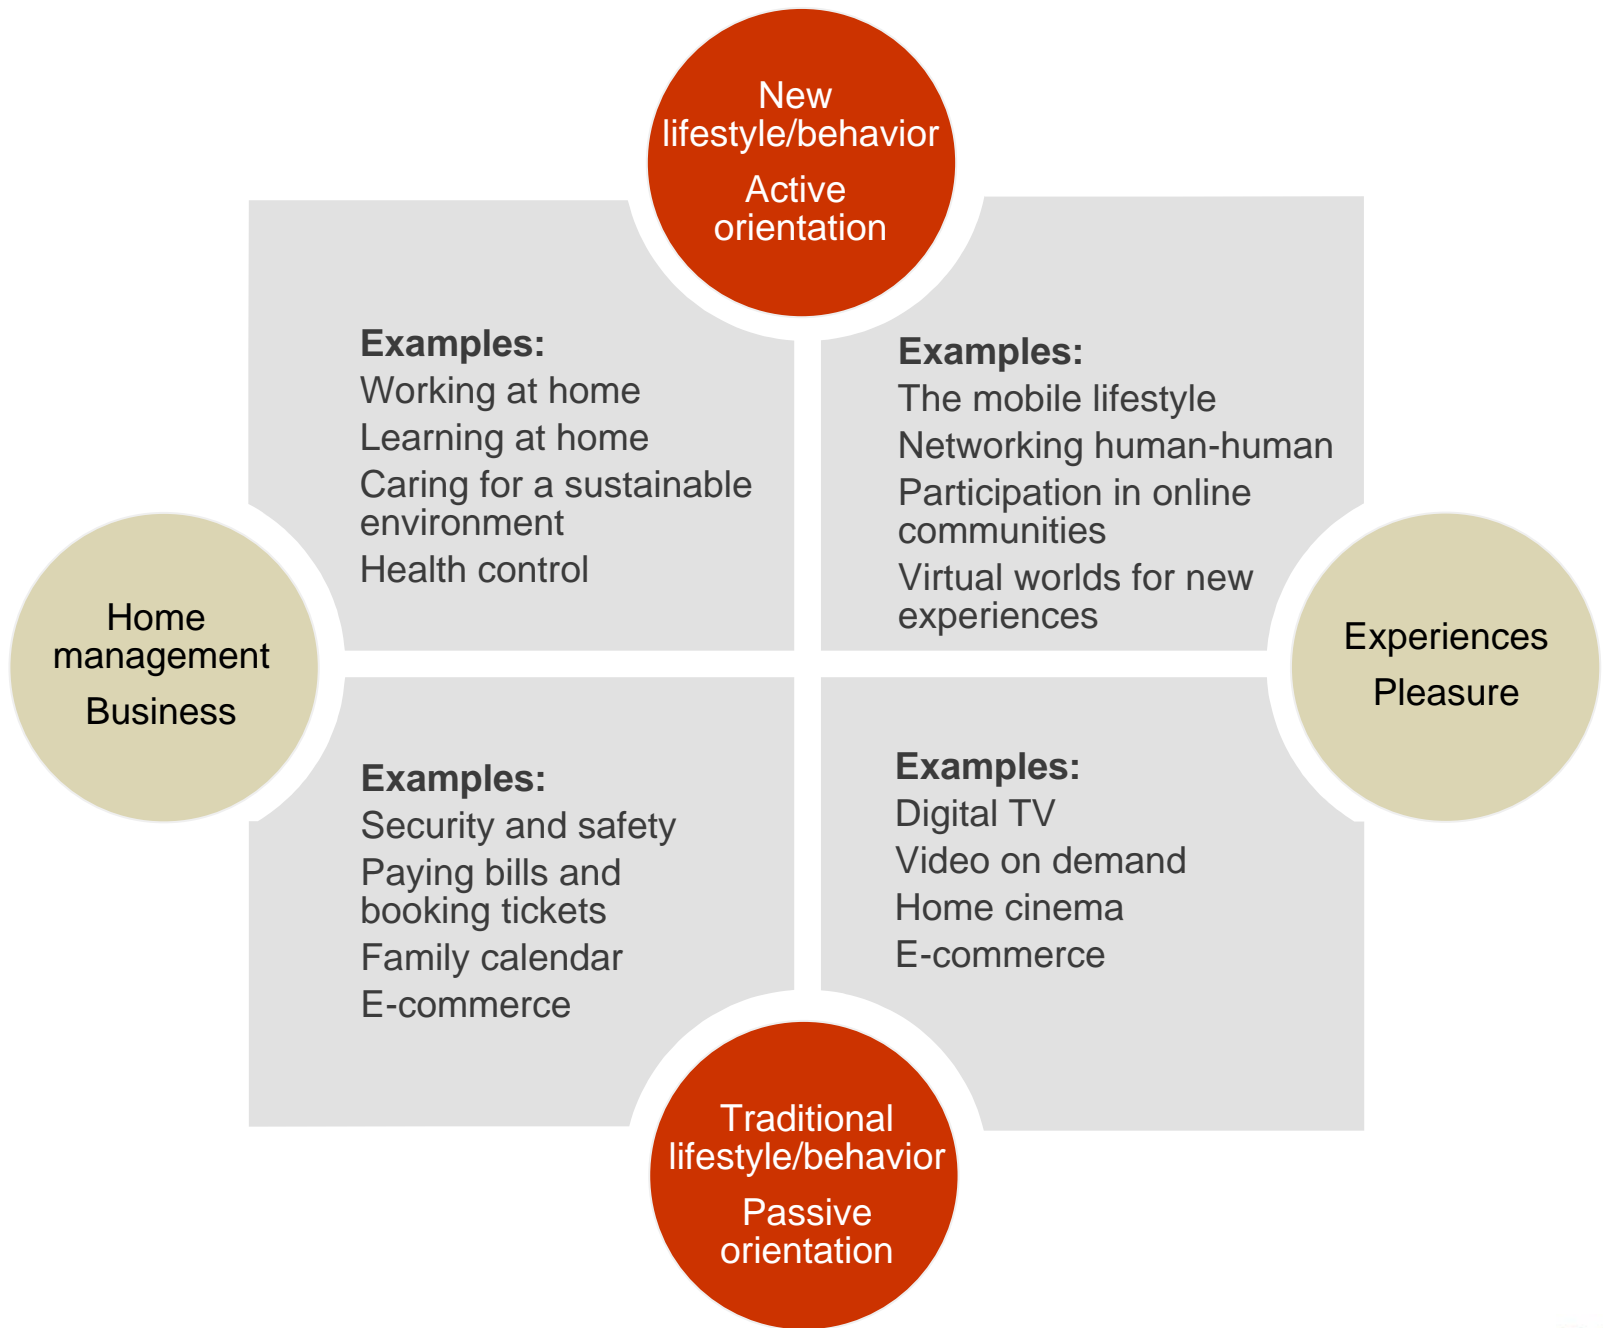 New
lifestyle/behavior
Active
orientation
Examples:
Working at home
Learning at home
Caring for a sustainable
environment
Health control
Examples:
The mobile lifestyle
Networking human-human
Participation in online
communities
Virtual worlds for new
experiences
Home
management
Business
Experiences
Pleasure
Examples:
Security and safety
Paying bills and
booking tickets
Family calendar
E-commerce
Examples:
Digital TV
Video on demand
Home cinema
E-commerce
Traditional
lifestyle/behavior
Passive
orientation